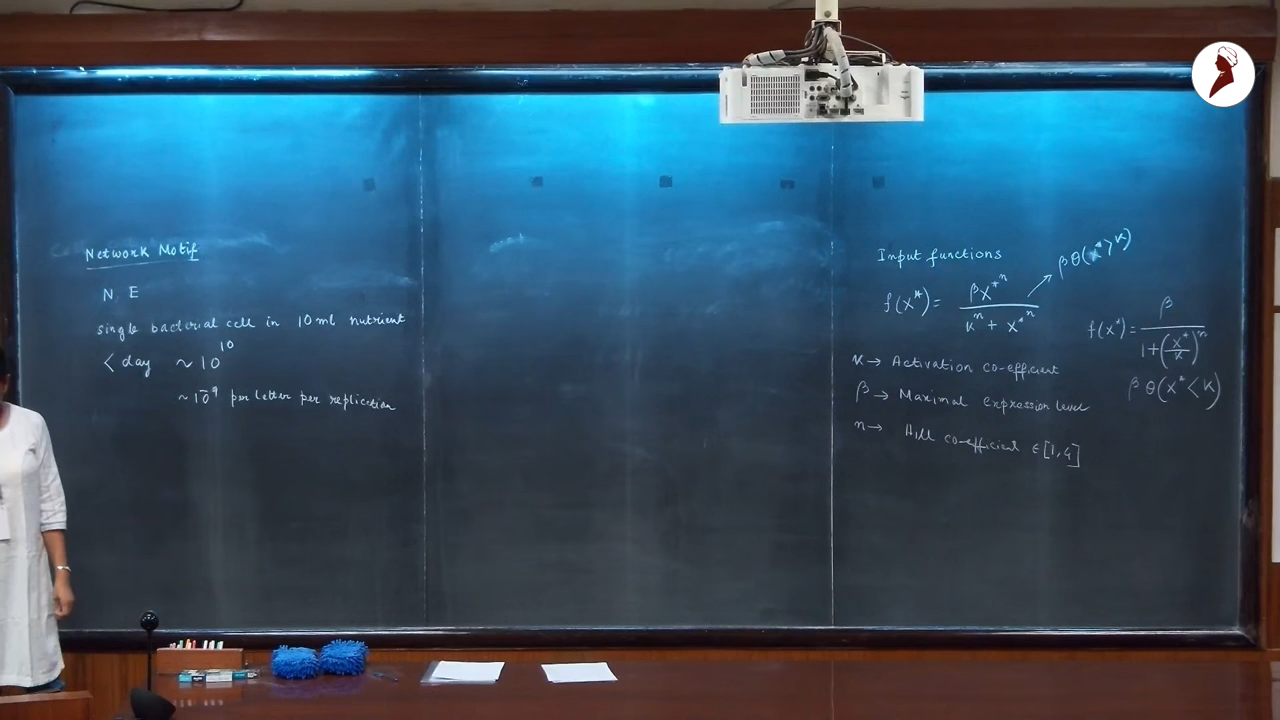 Network Motif
N E
single bacterial cell in 10 ml nutrient
< day ~ 10^10
~ 10^-9 per letter per replication
Input functions
f(X*) = βX*^n / (K^n + X*^n) → βθ(X* > K)
f(X*) = β / (1 + (X*/K)^n)
βθ(X* < K)
K → Activation co-efficient
β → Maximal expression level
n → Hill co-efficient ∈ [1,4]